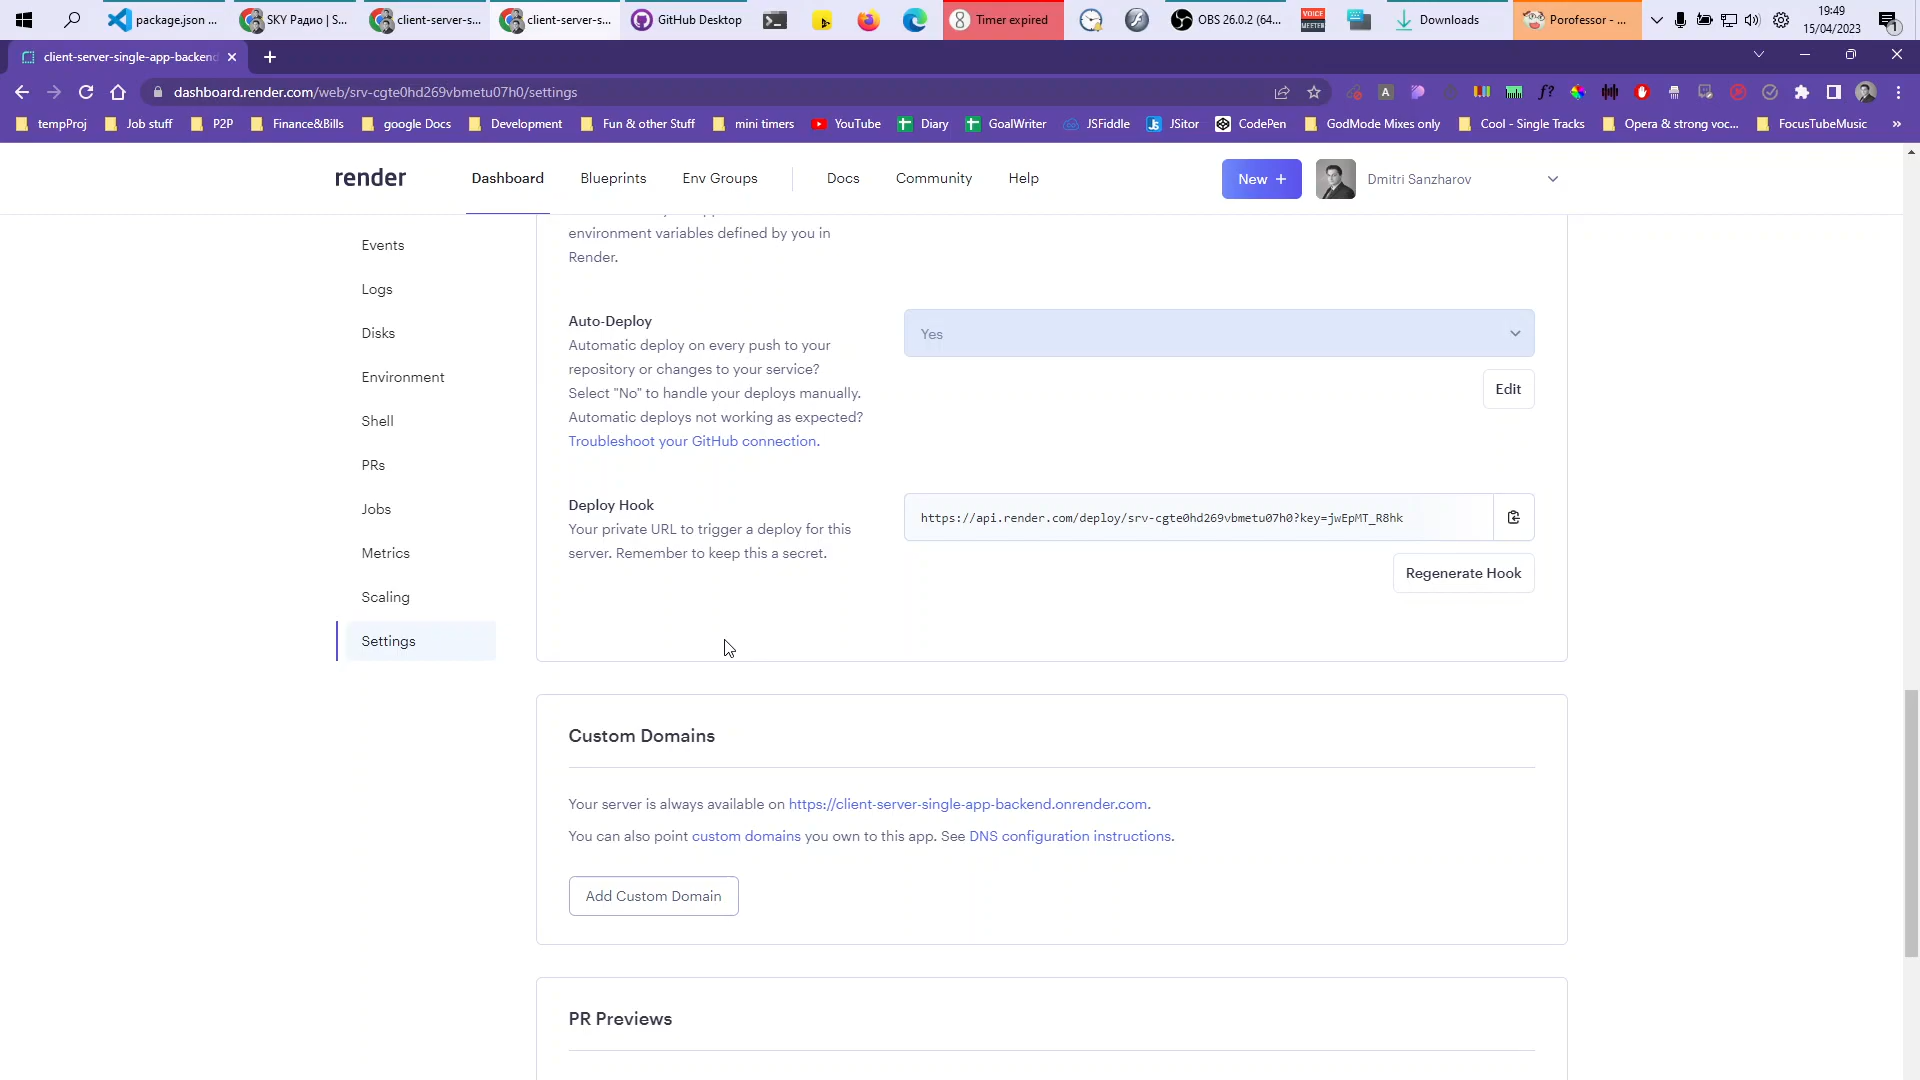 package.json ...
SKY Радио | S...
client-server-s...
client-server-s...
GitHub Desktop
Timer expired
OBS 26.0.2 (64...
VOICE MEETER
Downloads
Porofessor - ...
19:49
15/04/2023
1
client-server-single-app-backend
dashboard.render.com/web/srv-cgte0hd269vbmetu07h0/settings
tempProj
Job stuff
P2P
Finance&Bills
google Docs
Development
Fun & other Stuff
mini timers
YouTube
Diary
GoalWriter
JSFiddle
JSitor
CodePen
GodMode Mixes only
Cool - Single Tracks
Opera & strong voc...
FocusTubeMusic
»
render
Dashboard
Blueprints
Env Groups
Docs
Community
Help
New +
Dmitri Sanzharov
Events
Logs
Disks
Environment
Shell
PRs
Jobs
Metrics
Scaling
Settings
environment variables defined by you in
Render.
Auto-Deploy
Automatic deploy on every push to your
repository or changes to your service?
Select "No" to handle your deploys manually.
Automatic deploys not working as expected?
Troubleshoot your GitHub connection.
Yes
Edit
Deploy Hook
Your private URL to trigger a deploy for this
server. Remember to keep this a secret.
https://api.render.com/deploy/srv-cgte0hd269vbmetu07h0?key=jwEpMT_R8hk
Regenerate Hook
Custom Domains
Your server is always available on https://client-server-single-app-backend.onrender.com.
You can also point custom domains you own to this app. See DNS configuration instructions.
Add Custom Domain
PR Previews